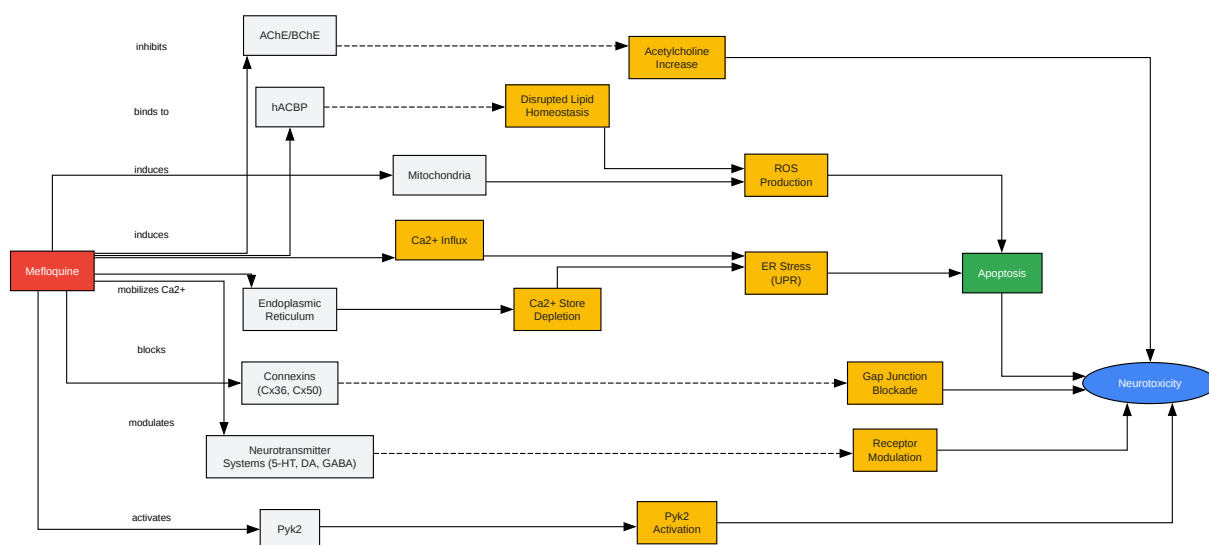 AChE/BChE
inhibits
Acetylcholine
Increase
hACBP
binds to
Disrupted Lipid
Homeostasis
induces
Mitochondria
ROS
Production
induces
Ca2+ Influx
Mefloquine
ER Stress
(UPR)
Apoptosis
mobilizes Ca2+
Endoplasmic
Reticulum
Ca2+ Store
Depletion
blocks
Connexins
(Cx36, Cx50)
Gap Junction
Blockade
Neurotoxicity
modulates
Neurotransmitter
Systems (5-HT, DA, GABA)
Receptor
Modulation
activates
Pyk2
Pyk2
Activation